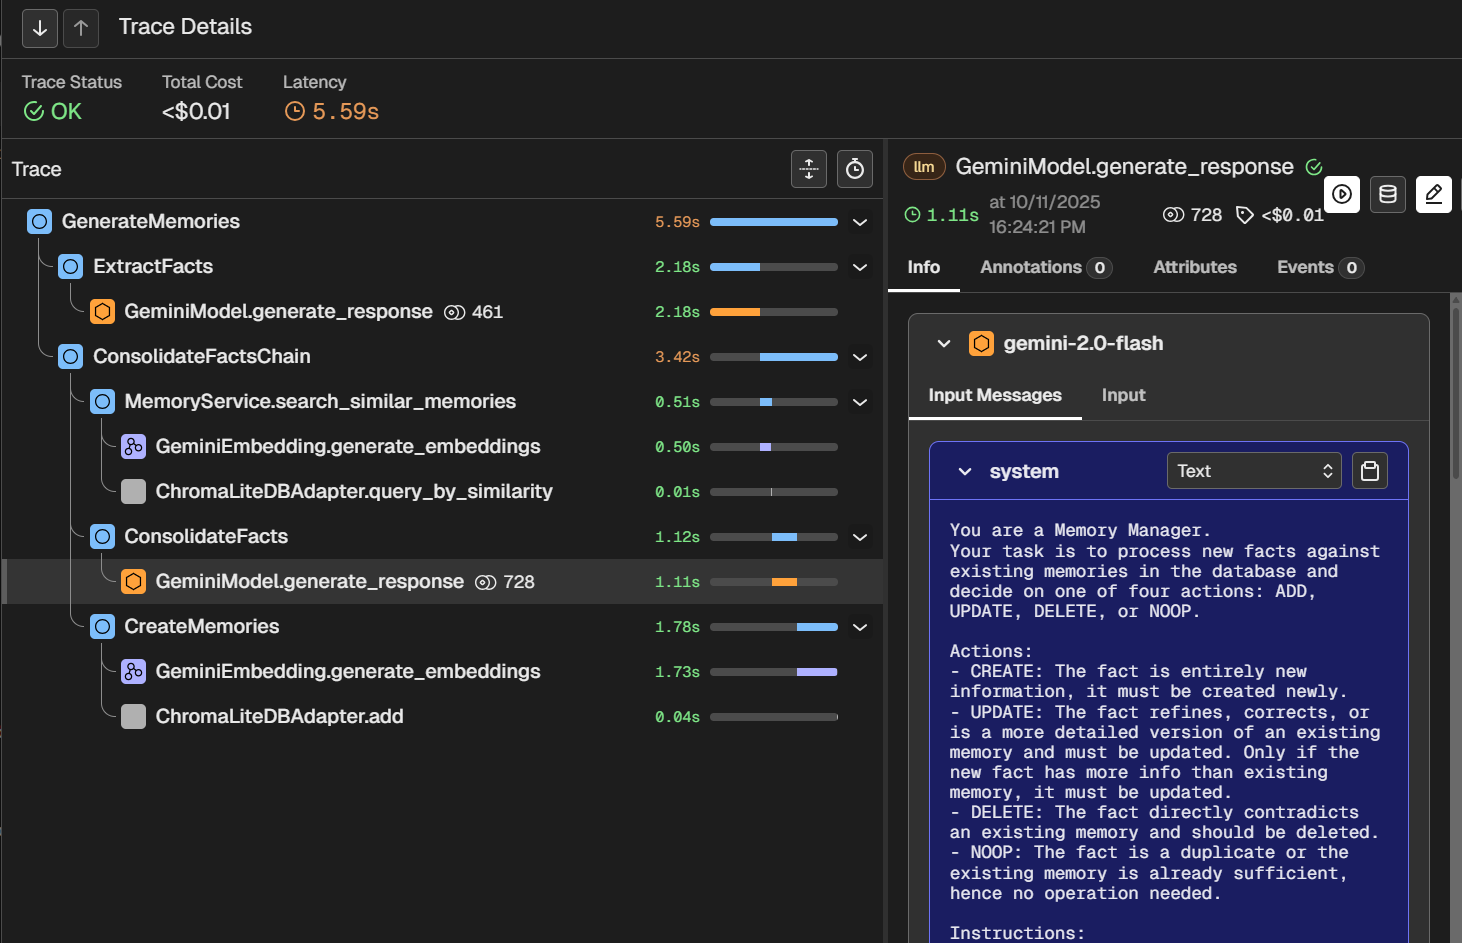 Trace Details
Trace Status Total Cost Latency
OK <$0.01 5.59s
Trace
GenerateMemories 5.59s
ExtractFacts 2.18s
GeminiModel.generate_response 461 2.18s
ConsolidateFactsChain 3.42s
MemoryService.search_similar_memories 0.51s
GeminiEmbedding.generate_embeddings 0.50s
ChromaLiteDBAdapter.query_by_similarity 0.01s
ConsolidateFacts 1.12s
GeminiModel.generate_response 728 1.11s
CreateMemories 1.78s
GeminiEmbedding.generate_embeddings 1.73s
ChromaLiteDBAdapter.add 0.04s
llm GeminiModel.generate_response
1.11s at 10/11/2025 16:24:21 PM 728 <$0.01
Info Annotations 0 Attributes Events 0
gemini-2.0-flash
Input Messages Input
system Text
You are a Memory Manager.
Your task is to process new facts against
existing memories in the database and
decide on one of four actions: ADD,
UPDATE, DELETE, or NOOP.
Actions:
- CREATE: The fact is entirely new
information, it must be created newly.
- UPDATE: The fact refines, corrects, or
is a more detailed version of an existing
memory and must be updated. Only if the
new fact has more info than existing
memory, it must be updated.
- DELETE: The fact directly contradicts
an existing memory and should be deleted.
- NOOP: The fact is a duplicate or the
existing memory is already sufficient,
hence no operation needed.
Instructions: